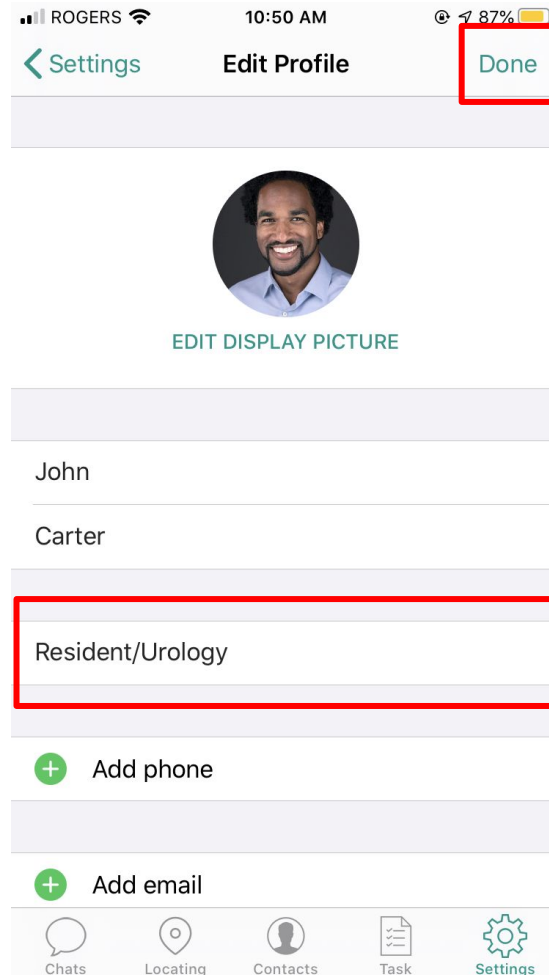 ROGERS 10:50 AM 87%
Settings Edit Profile Done
EDIT DISPLAY PICTURE
John
Carter
Resident/Urology
Add phone
Add email
Chats Locating Contacts Task Settings